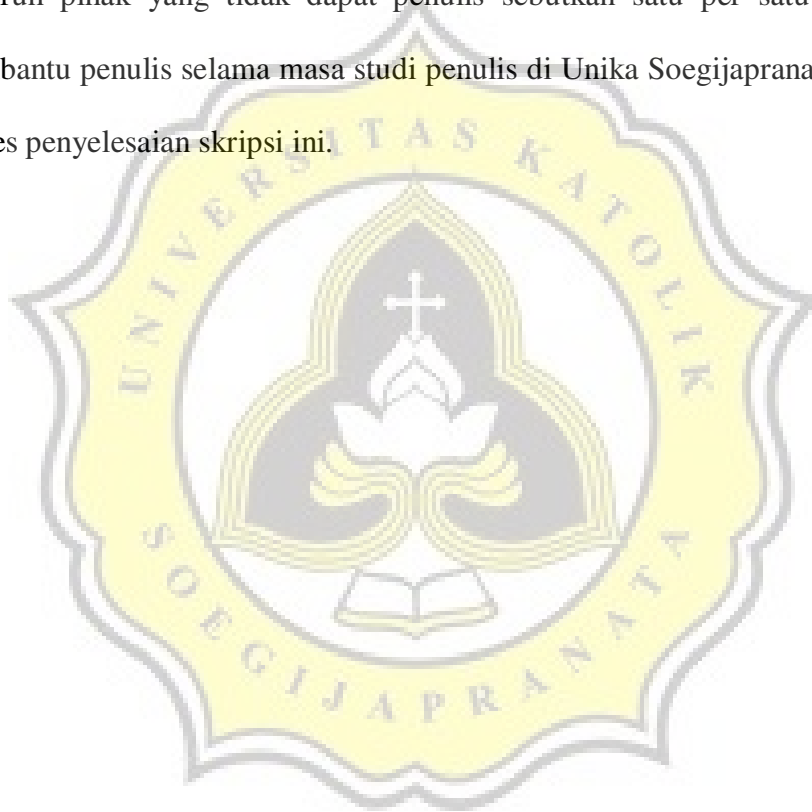 pihak yang tidak dapat penulis sebutkan satu per satu
bantu penulis selama masa studi penulis di Unika Soegijaprana
penyelesaian skripsi ini.
UNIVERSITAS KATOLIK
SOEGIJAPRANATA